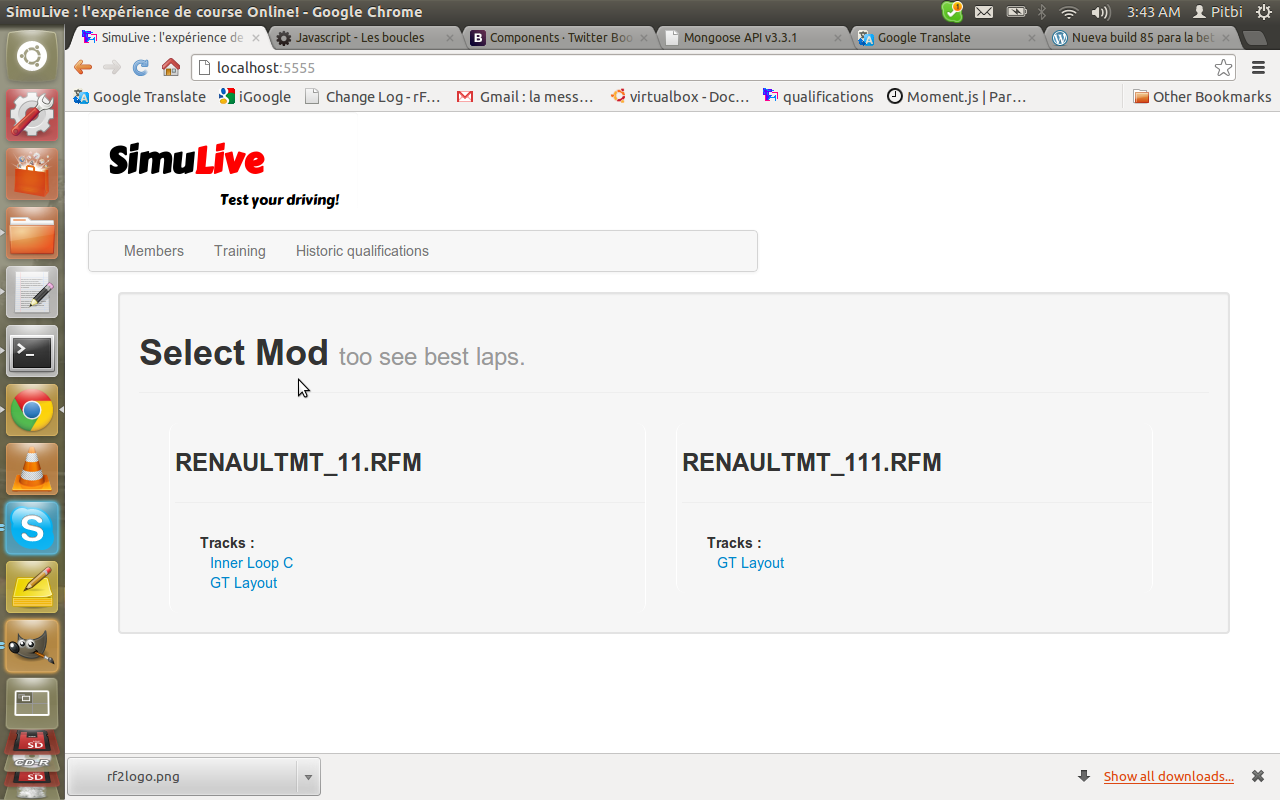 SimuLive : l'expérience de course Online! - Google Chrome
3:43 AM Pitbi
SimuLive : l'expérience de
Javascript - Les boucles
Components · Twitter Boo
Mongoose API v3.3.1
Google Translate
Nueva build 85 para la bet
localhost:5555
Google Translate
iGoogle
Change Log - rF...
Gmail : la mess...
virtualbox - Doc...
qualifications
Moment.js | Par...
Other Bookmarks
SimuLive
Test your driving!
Members Training Historic qualifications
Select Mod too see best laps.
RENAULTMT_11.RFM
Tracks :
Inner Loop C
GT Layout
RENAULTMT_111.RFM
Tracks :
GT Layout
SD
CD-R
SD
rf2logo.png
Show all downloads...